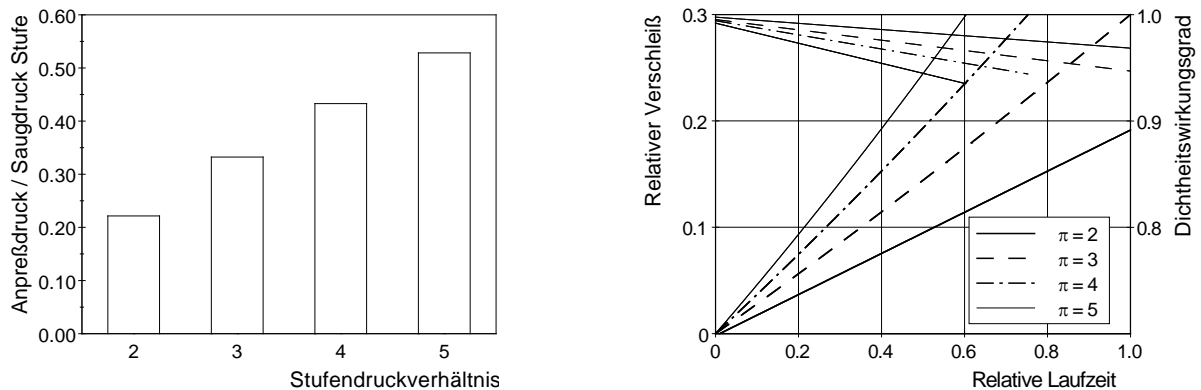 Anpreßdruck / Saugdruck Stufe
0.60
0.50
0.40
0.30
0.20
0.10
0.00
2 3 4 5
Stufendruckverhältnis
Relativer Verschleiß
0.3
0.2
0.1
0
0 0.2 0.4 0.6 0.8 1.0
Relative Laufzeit
1.0
0.9
0.8
Dichtheitswirkungsgrad
π = 2
π = 3
π = 4
π = 5